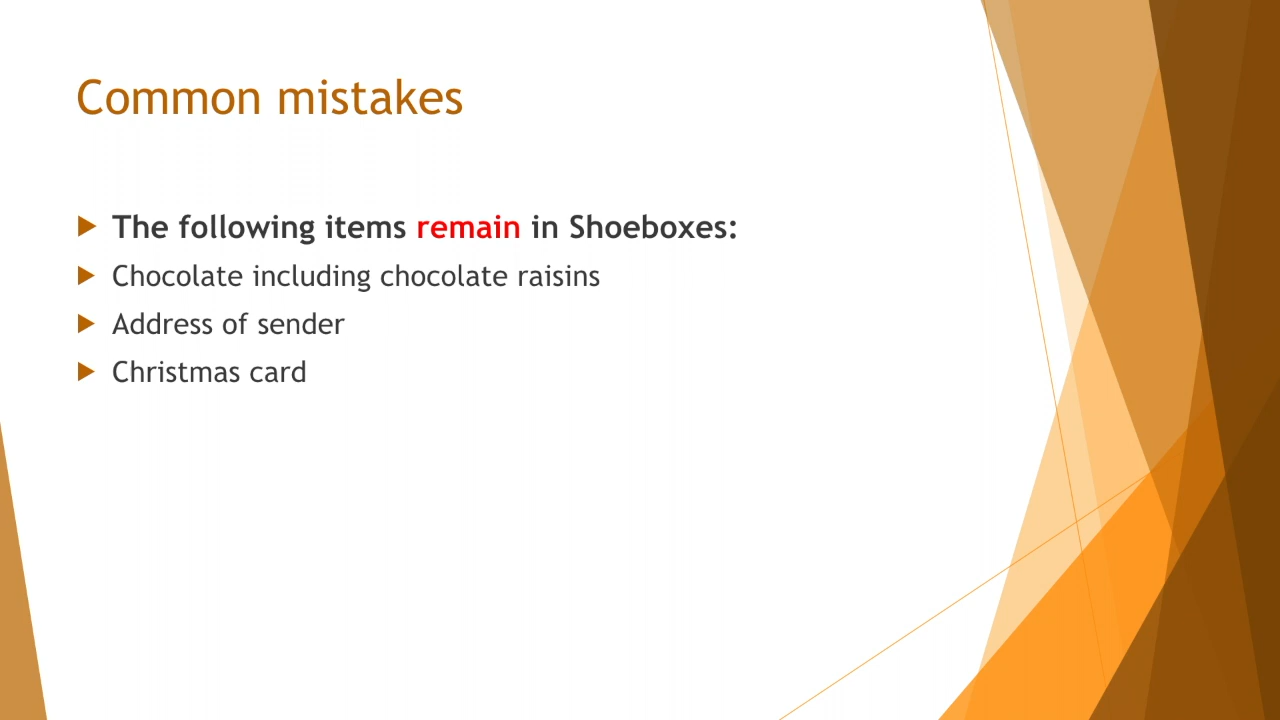 Common mistakes
The following items remain in Shoeboxes:
Chocolate including chocolate raisins
Address of sender
Christmas card